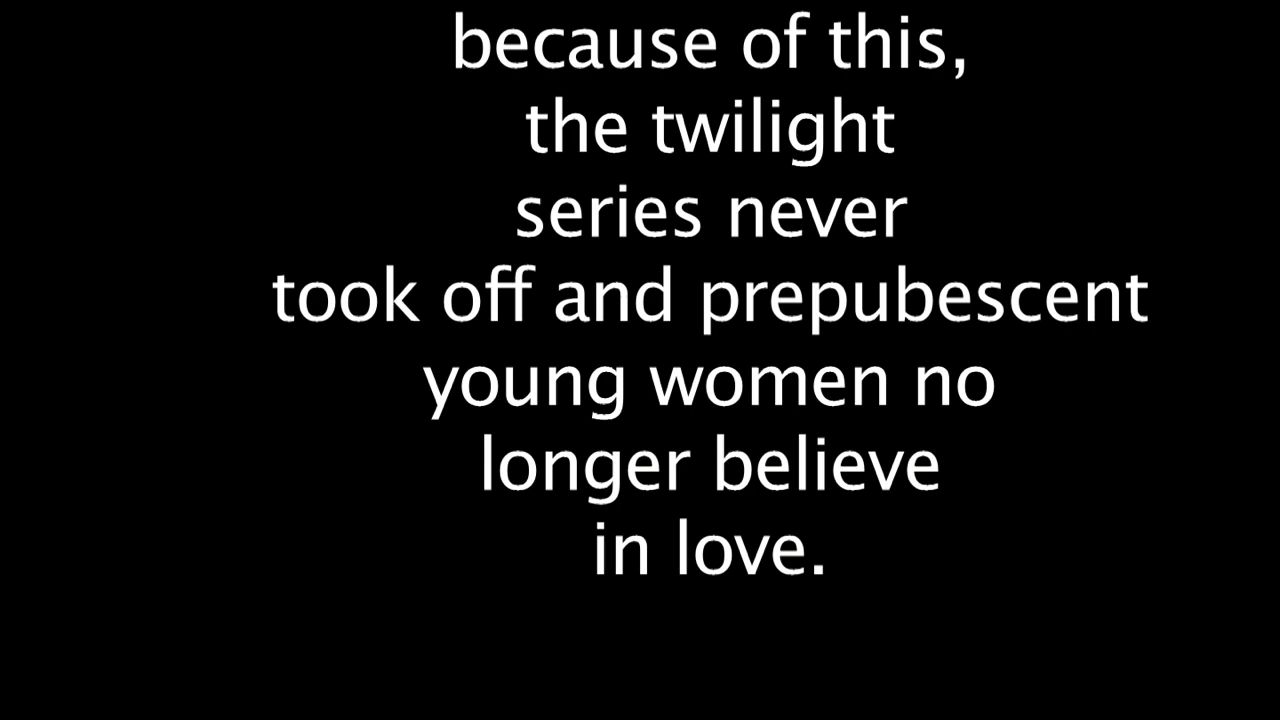 because of this,
the twilight
series never
took off and prepubescent
young women no
longer believe
in love.